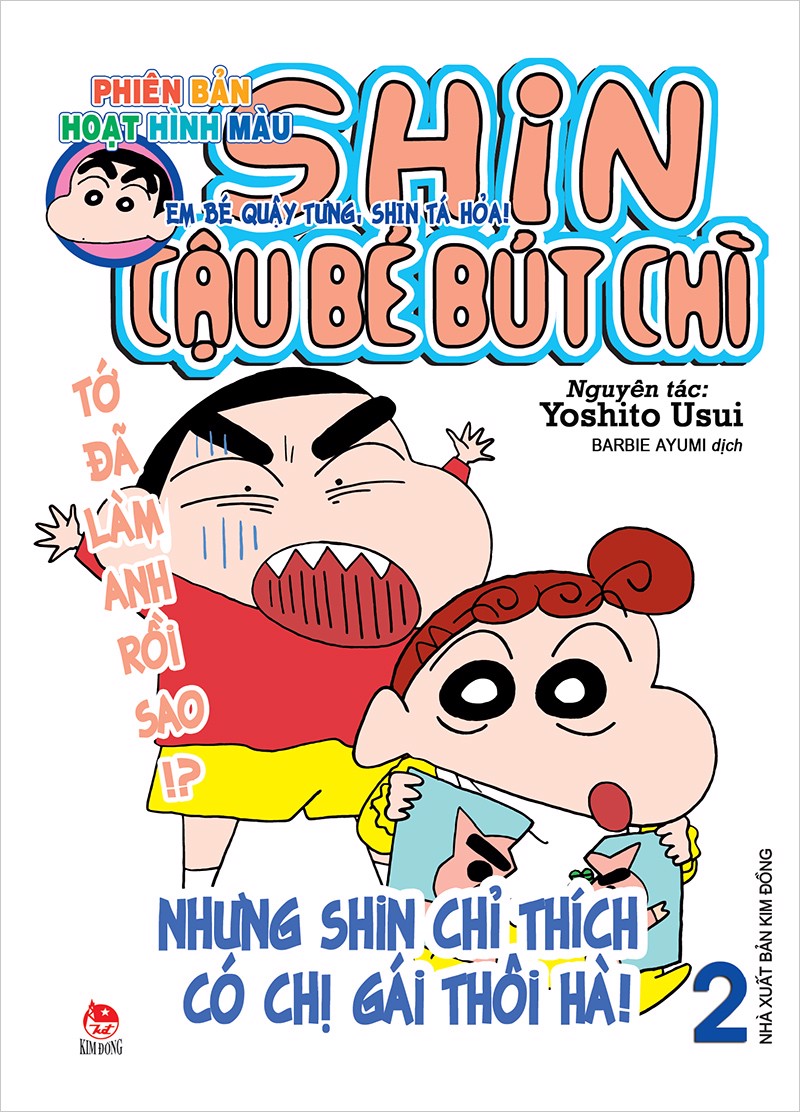 PHIÊN BẢN
HOẠT HÌNH MÀU
SHiN
EM BÉ QUẬY TƯNG, SHIN TÁ HỎA!
CẬU BÉ BÚT CHÌ
Nguyên tác:
Yoshito Usui
BARBIE AYUMI dịch
TỚ
ĐÃ
LÀM
ANH
RỒI
SAO
!?
NHƯNG SHiN CHỈ THÍCH
CÓ CHỊ GÁI THÔI HÀ!
2
NHÀ XUẤT BẢN KIM ĐỒNG
KIM ĐỒNG